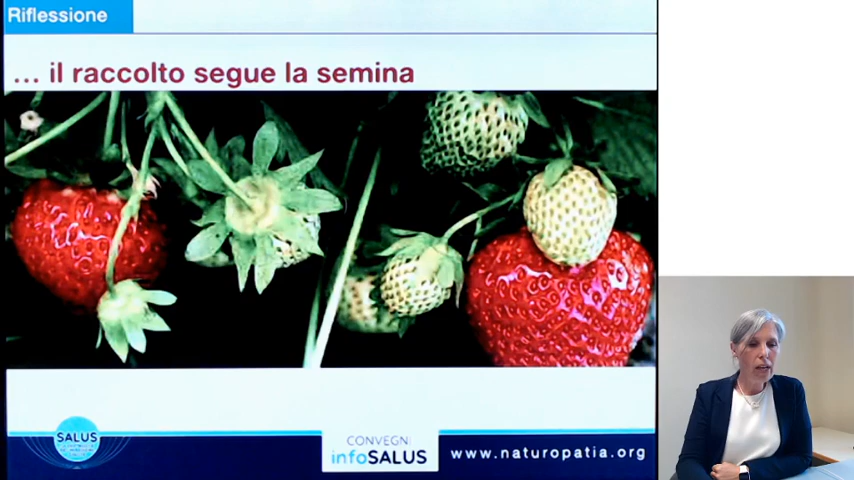 Riflessione
... il raccolto segue la semina
SALUS
CONVEGNI
infoSALUS
www.naturopatia.org